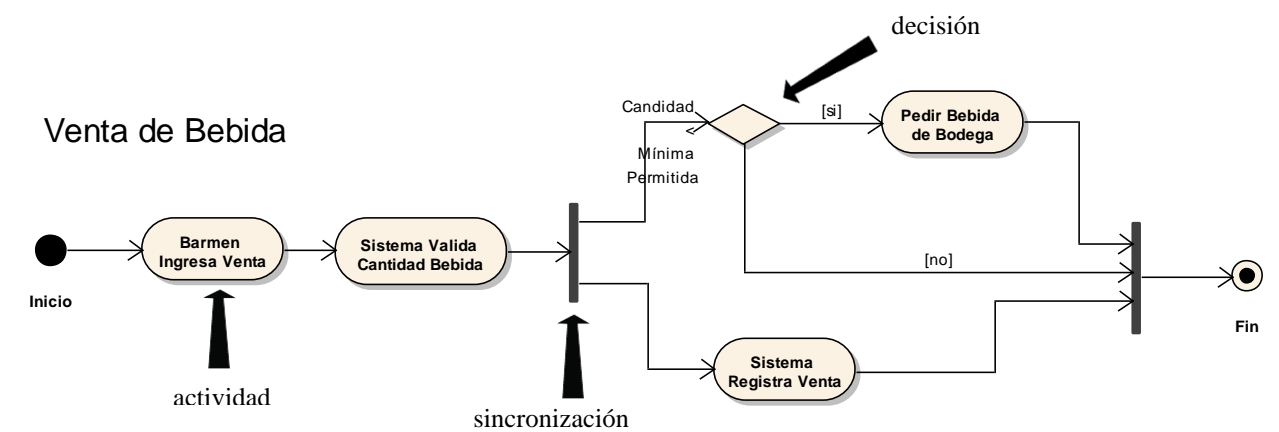 decisión
Candidad
<
Mínima
Permitida
[si]
Pedir Bebida
de Bodega
Venta de Bebida
Barmen
Ingresa Venta
Sistema Valida
Cantidad Bebida
[no]
Inicio
Fin
Sistema
Registra Venta
actividad
sincronización